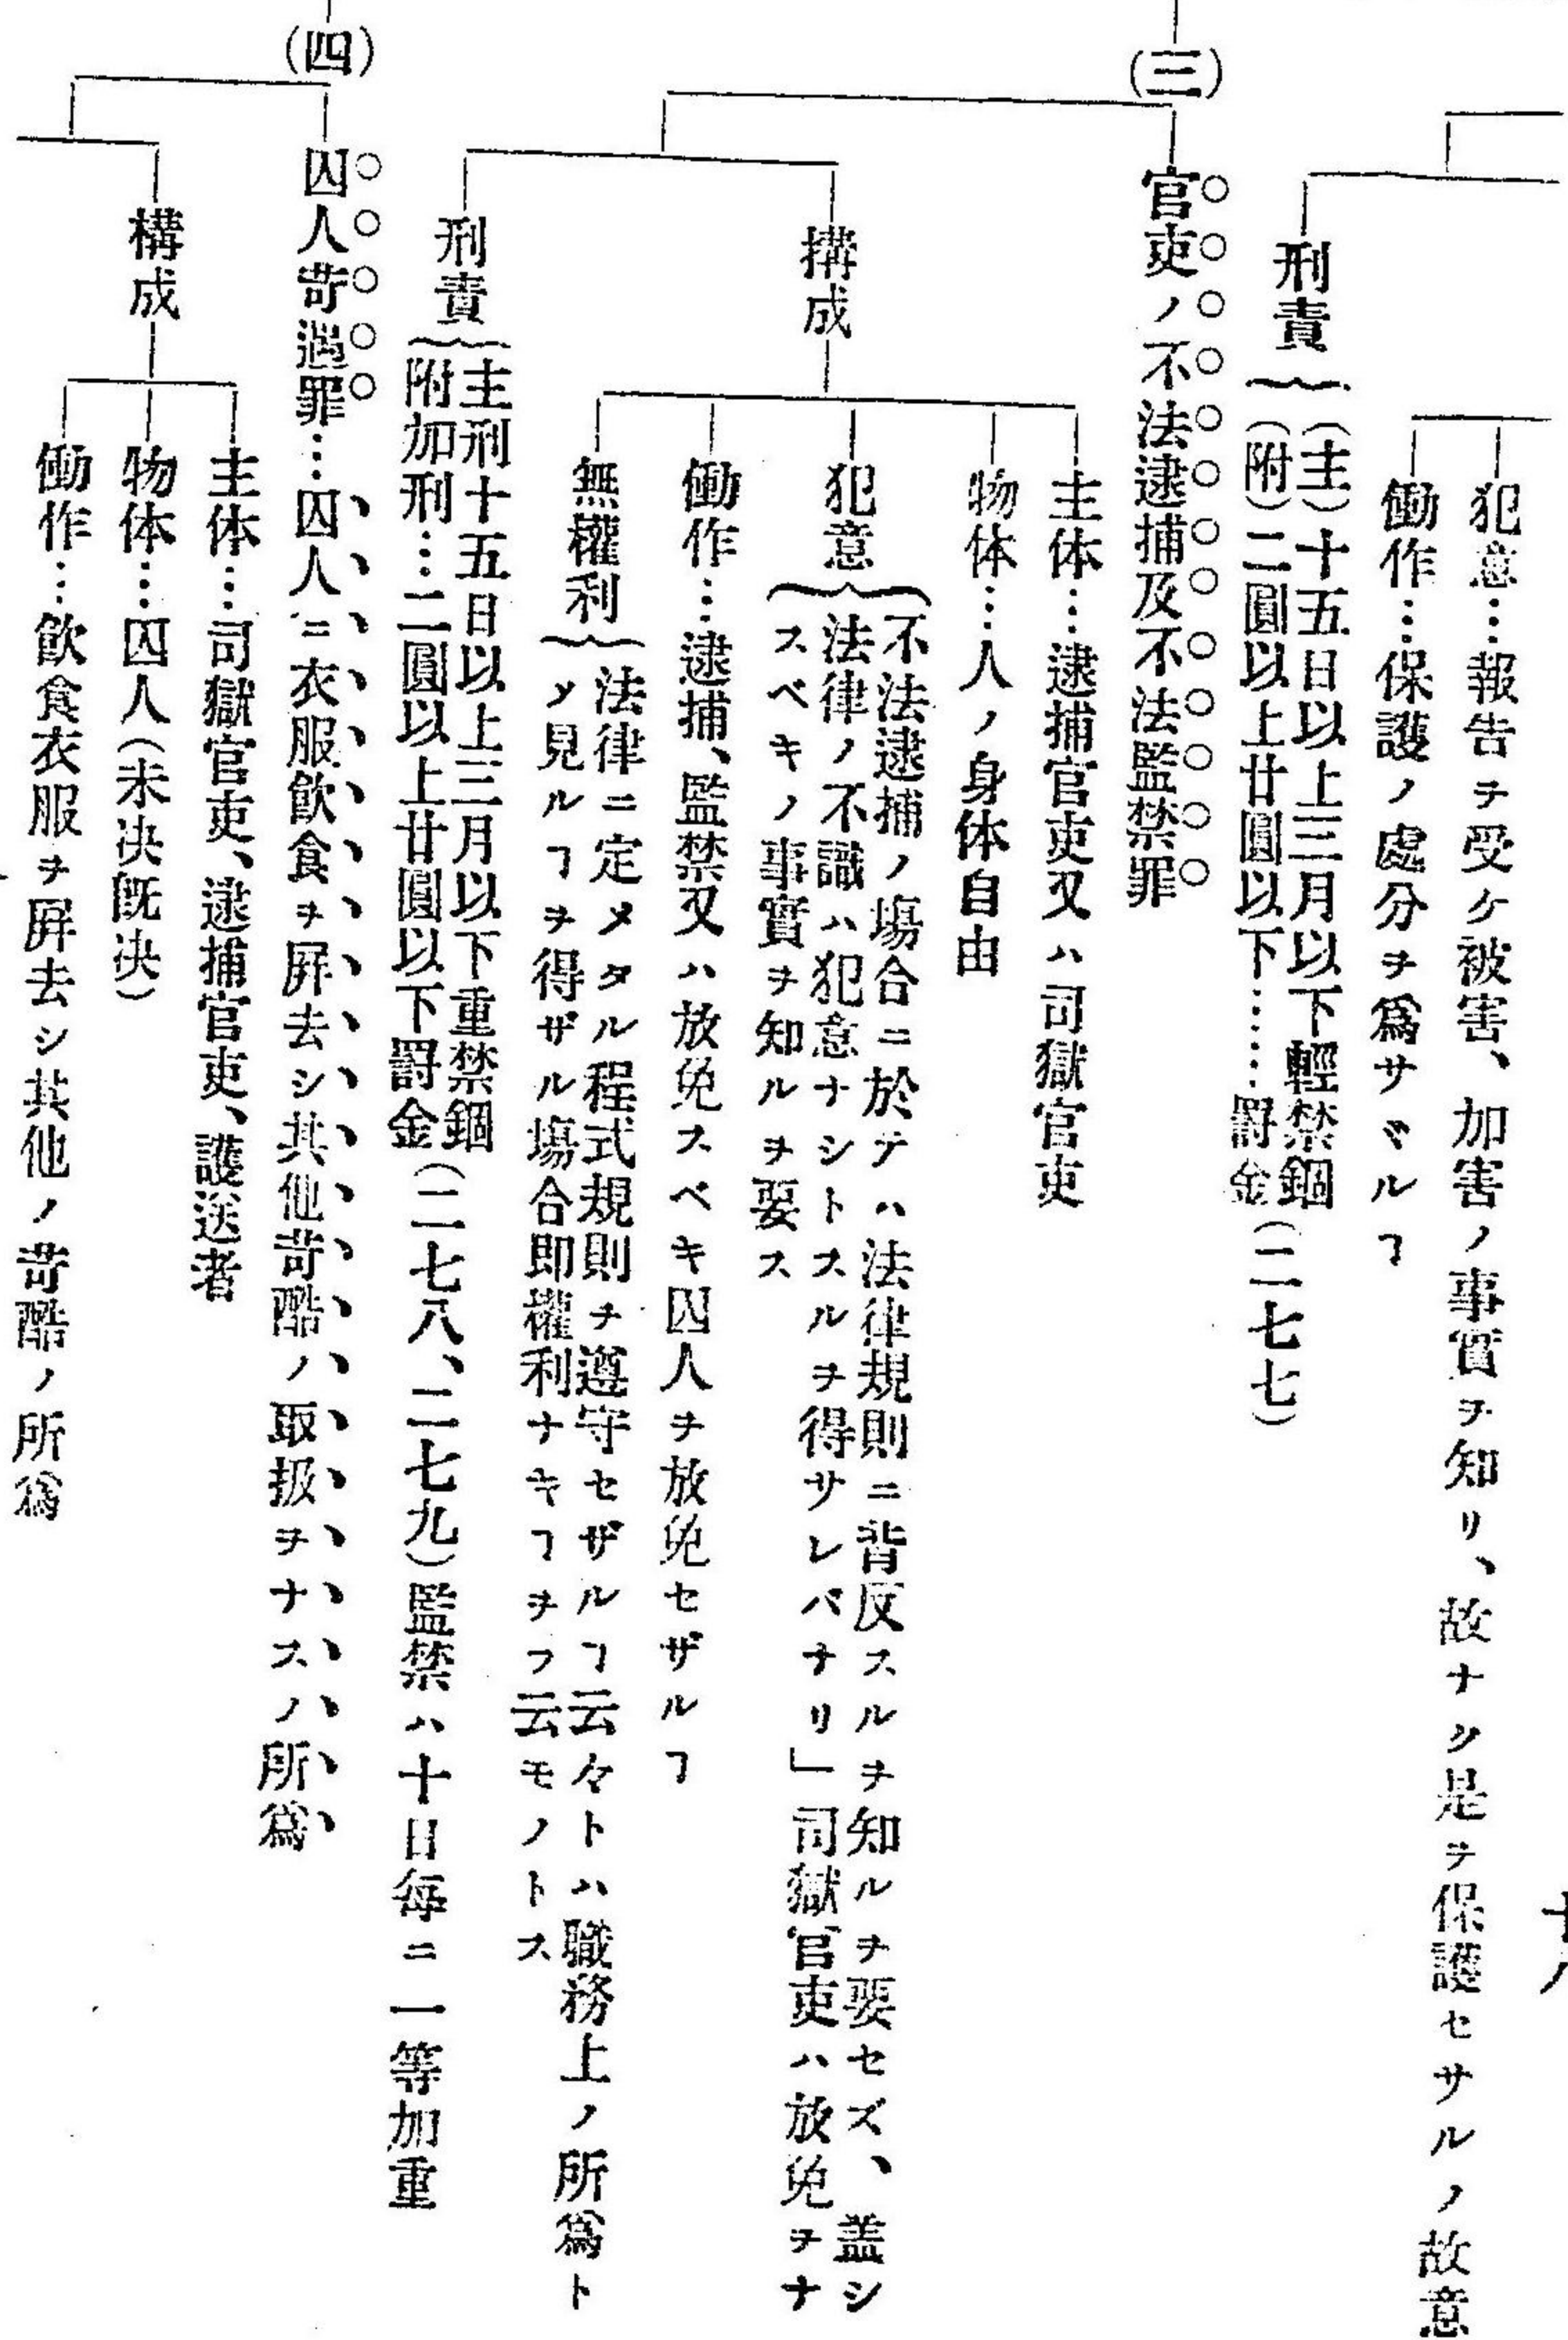 犯意…報告ヲ受ケ被害、加害ノ事實ヲ知リ、故ナク是ヲ保護セサルノ故意
働作…保護ノ處分ヲ爲サヾルヿ
刑責
(主)十五日以上三月以下輕禁錮
(附)二圓以上廿圓以下……罰金(二七七)
(三)
官吏ノ不法逮捕及不法監禁罪
搆成
主体…逮捕官吏又ハ司獄官吏
物体…人ノ身体自由
犯意
不法逮捕ノ塲合ニ於テハ法律規則ニ背反スルヲ知ルヲ要セズ、盖シ
法律ノ不識ハ犯意ナシトスルヲ得サレバナリ」司獄官吏ハ放免ヲナ
スベキノ事實ヲ知ルヲ要ス
働作…逮捕、監禁又ハ放免スベキ囚人ヲ放免セザルヿ
無權利
法律ニ定メタル程式規則ヲ遵守セザルヿ云々トハ職務上ノ所爲ト
メ見ルヿヲ得ザル塲合即權利ナキヿヲフ云モノトス
刑責
主刑十五日以上三月以下重禁錮
附加刑…二圓以上廿圓以下罰金(二七八、二七九)監禁ハ十日毎ニ一等加重
(四)
囚人苛遇罪…囚人ニ衣服飮食ヲ屛去シ其他苛酷ノ取扱ヲナスノ所爲
構成
主体…司獄官吏、逮捕官吏、護送者
物体…囚人(未决既决)
働作…飮食衣服ヲ屛去シ其他ノ苛酷ノ所爲